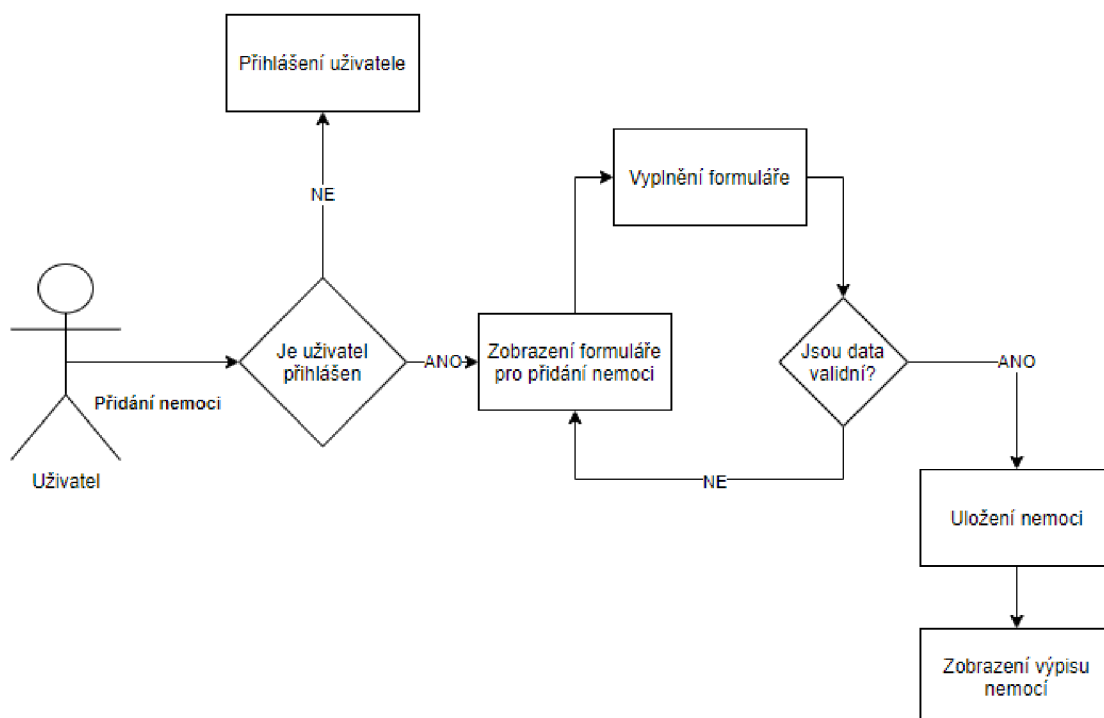 Přihlášení uživatele
NE
Vyplnění formuláře
Je uživatel
přihlášen
ANO
Zobrazení formuláře
pro přidání nemoci
Jsou data
validní?
ANO
Přidání nemoci
Uživatel
NE
Uložení nemoci
Zobrazení výpisu
nemocí